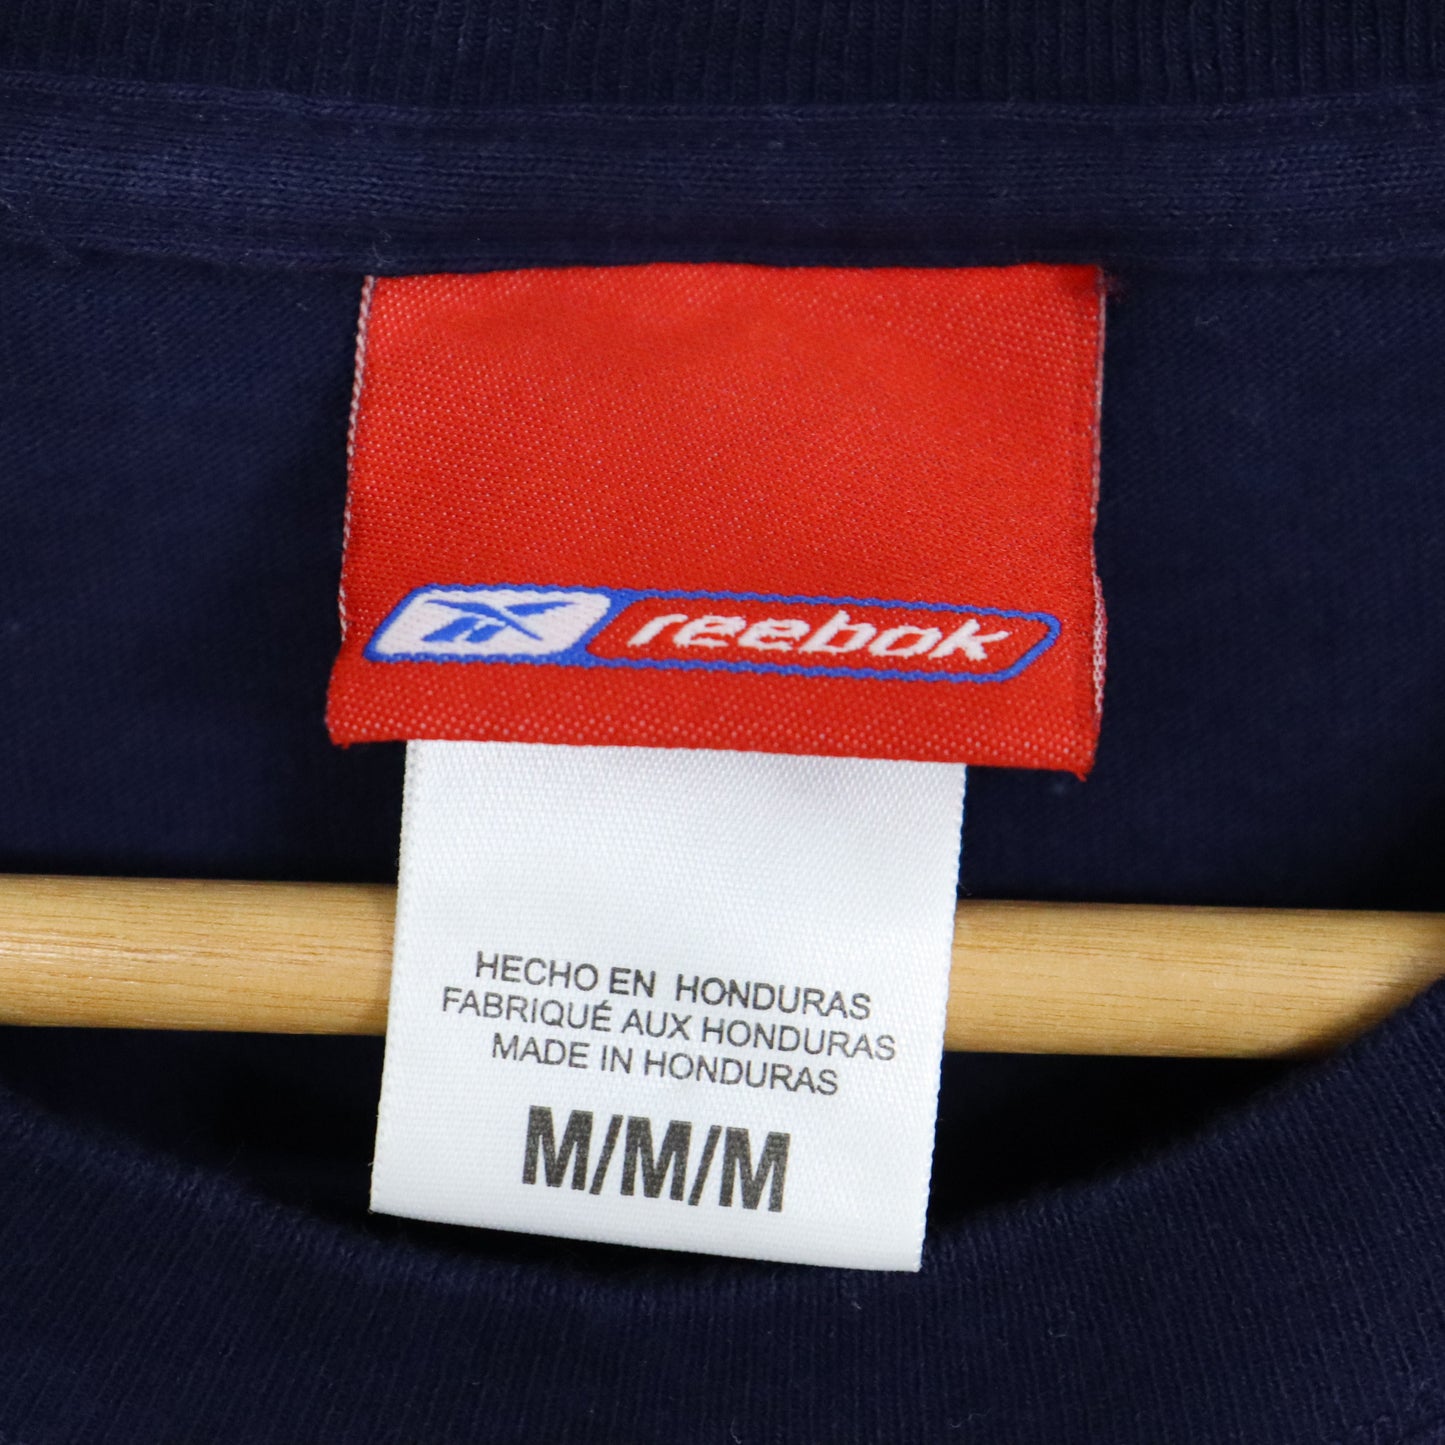 reebok
HECHO EN HONDURAS
FABRIQUÉ AUX HONDURAS
MADE IN HONDURAS
M/M/M